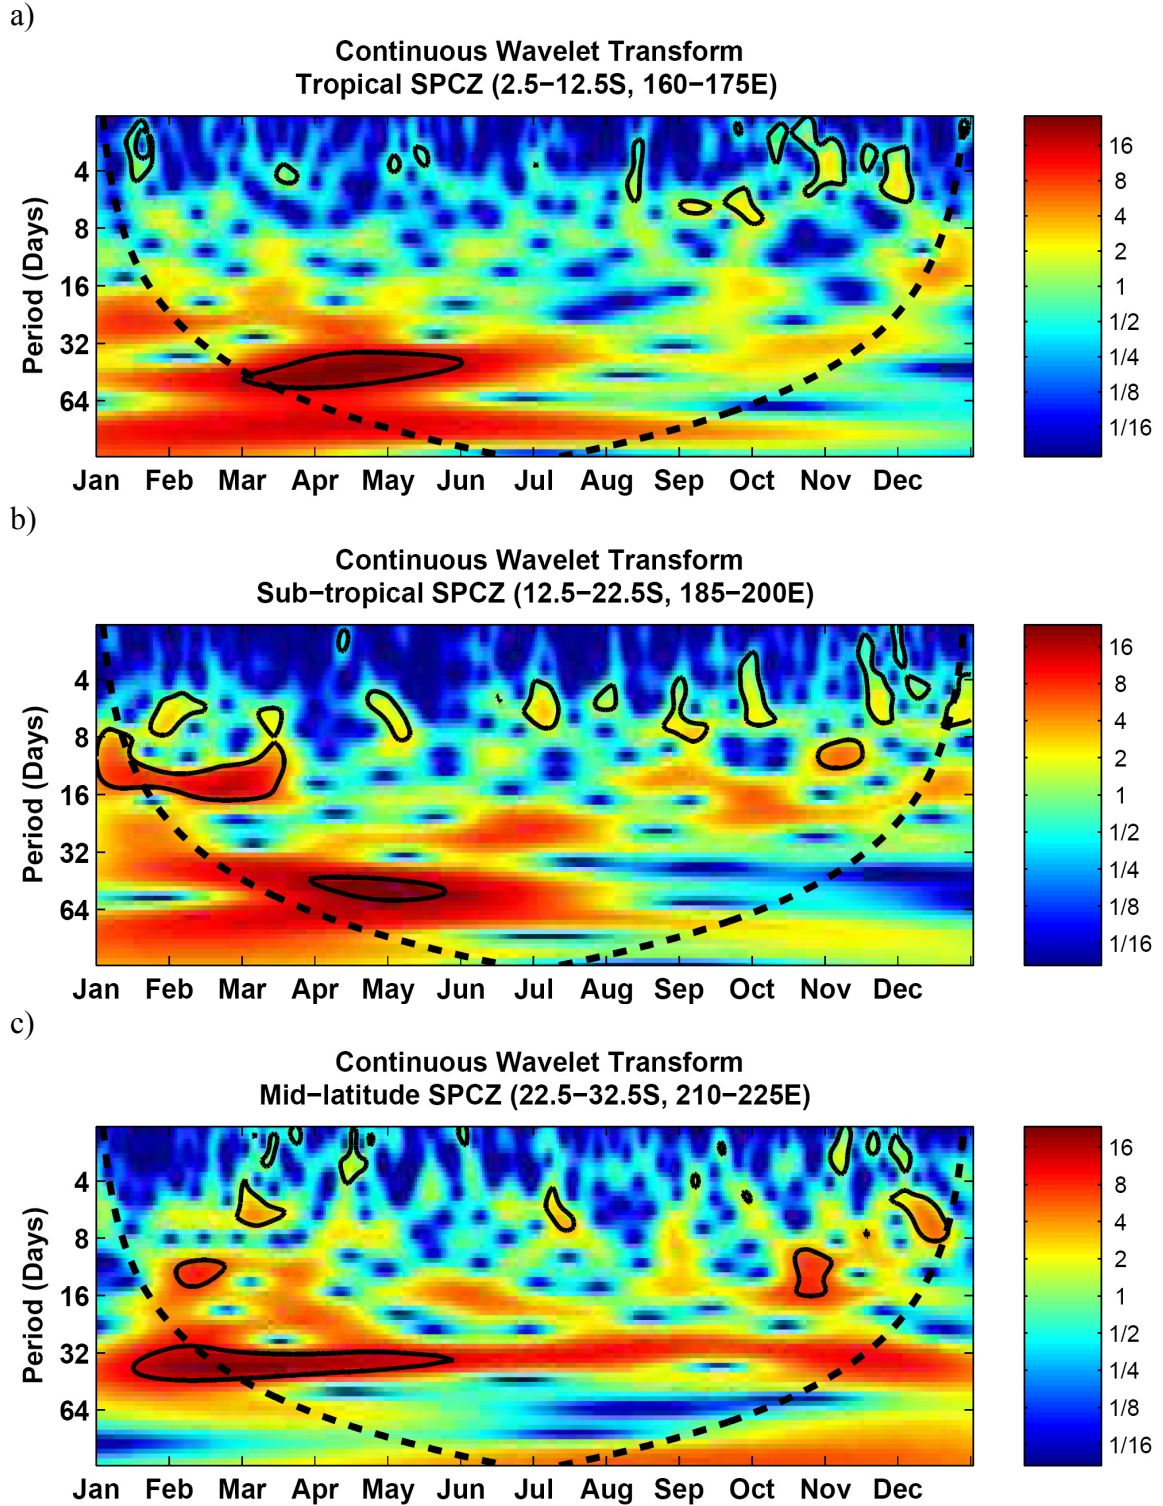 a)
Continuous Wavelet Transform
Tropical SPCZ (2.5−12.5S, 160−175E)
Period (Days)
4
8
16
32
64
Jan Feb Mar Apr May Jun Jul Aug Sep Oct Nov Dec
16
8
4
2
1
1/2
1/4
1/8
1/16
b)
Continuous Wavelet Transform
Sub−tropical SPCZ (12.5−22.5S, 185−200E)
Period (Days)
4
8
16
32
64
Jan Feb Mar Apr May Jun Jul Aug Sep Oct Nov Dec
16
8
4
2
1
1/2
1/4
1/8
1/16
c)
Continuous Wavelet Transform
Mid−latitude SPCZ (22.5−32.5S, 210−225E)
Period (Days)
4
8
16
32
64
Jan Feb Mar Apr May Jun Jul Aug Sep Oct Nov Dec
16
8
4
2
1
1/2
1/4
1/8
1/16